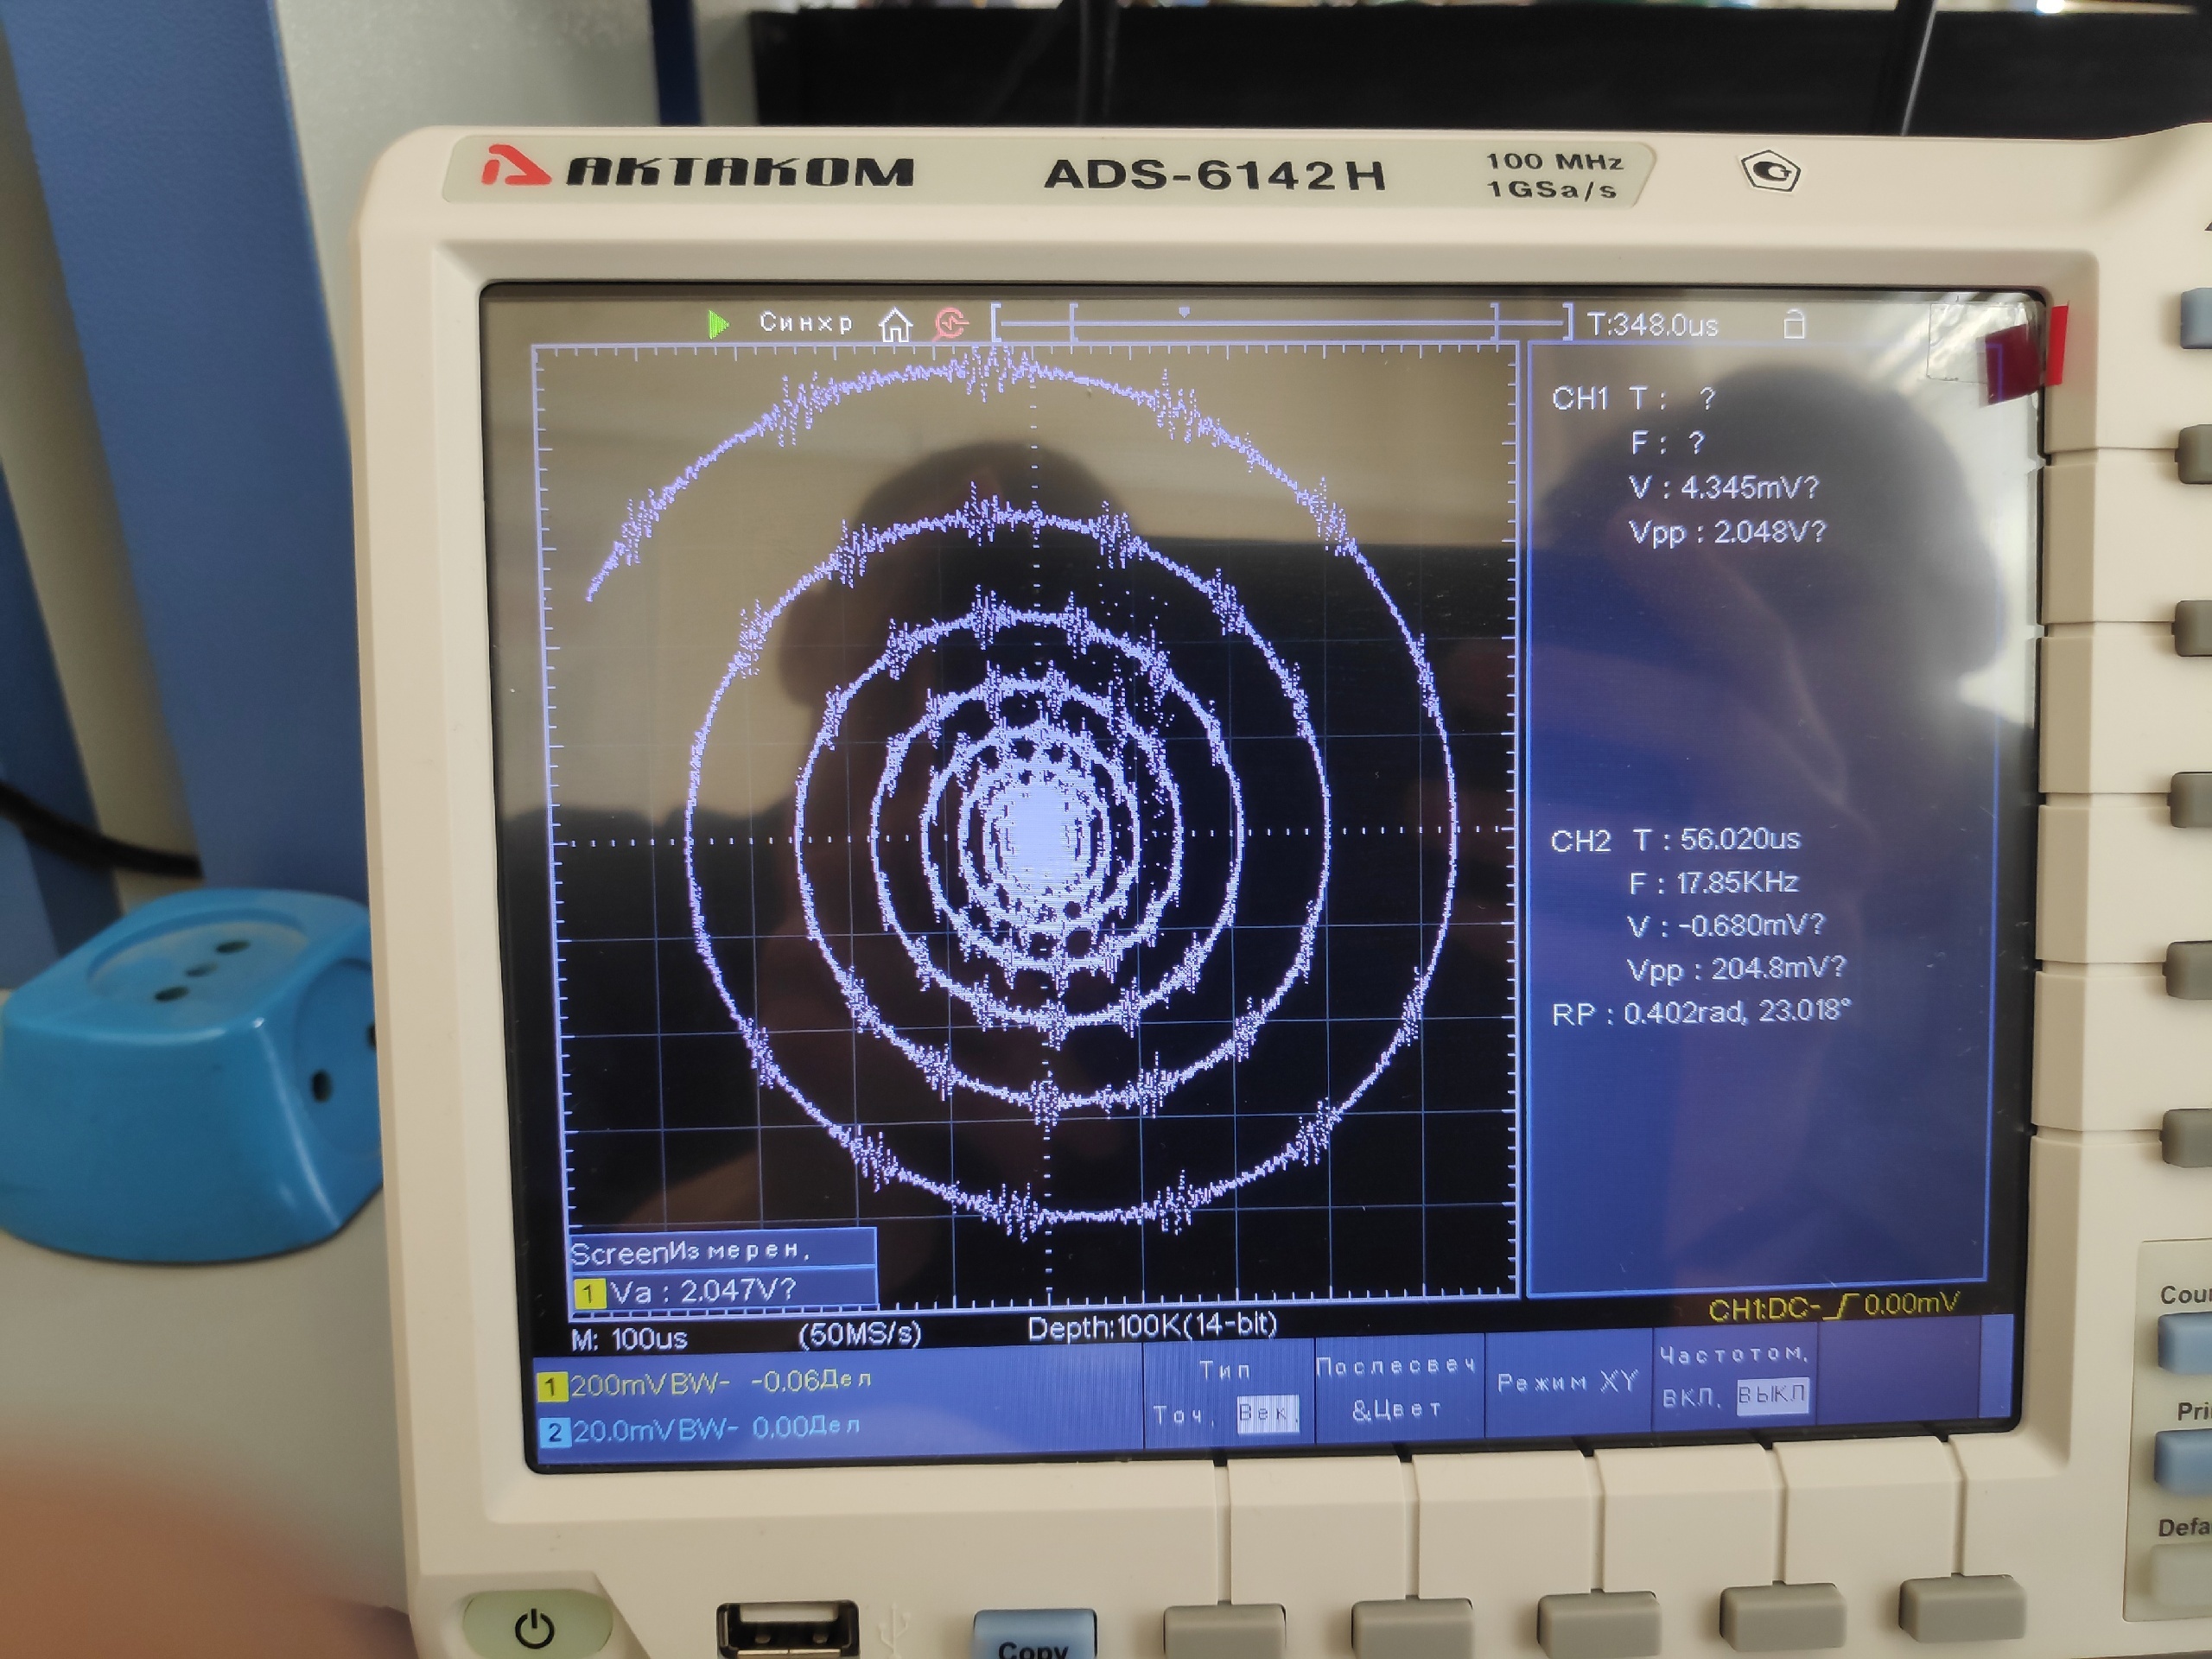 AKTAKOM
ADS-6142H
100 MHz
1GSa/s
Синхр
T:348.0us
CH1 T : ?
F : ?
V : 4.345mV?
Vpp : 2.048V?
CH2 T : 56.020us
F : 17.85KHz
V : -0.680mV?
Vpp : 204.8mV?
RP : 0.402rad, 23.018°
ScreenИзмерен.
1 Va : 2.047V?
CH1:DC- 0.00mV
M: 100us (50MS/s) Depth:100K(14-bit)
1 200mV BW- -0.06Дел
2 20.0mV BW- 0.00Дел
Тип
Точ. Век.
Послесвеч
&Цвет
Режим XY
Частотом.
ВКЛ. ВЫКЛ
Copy